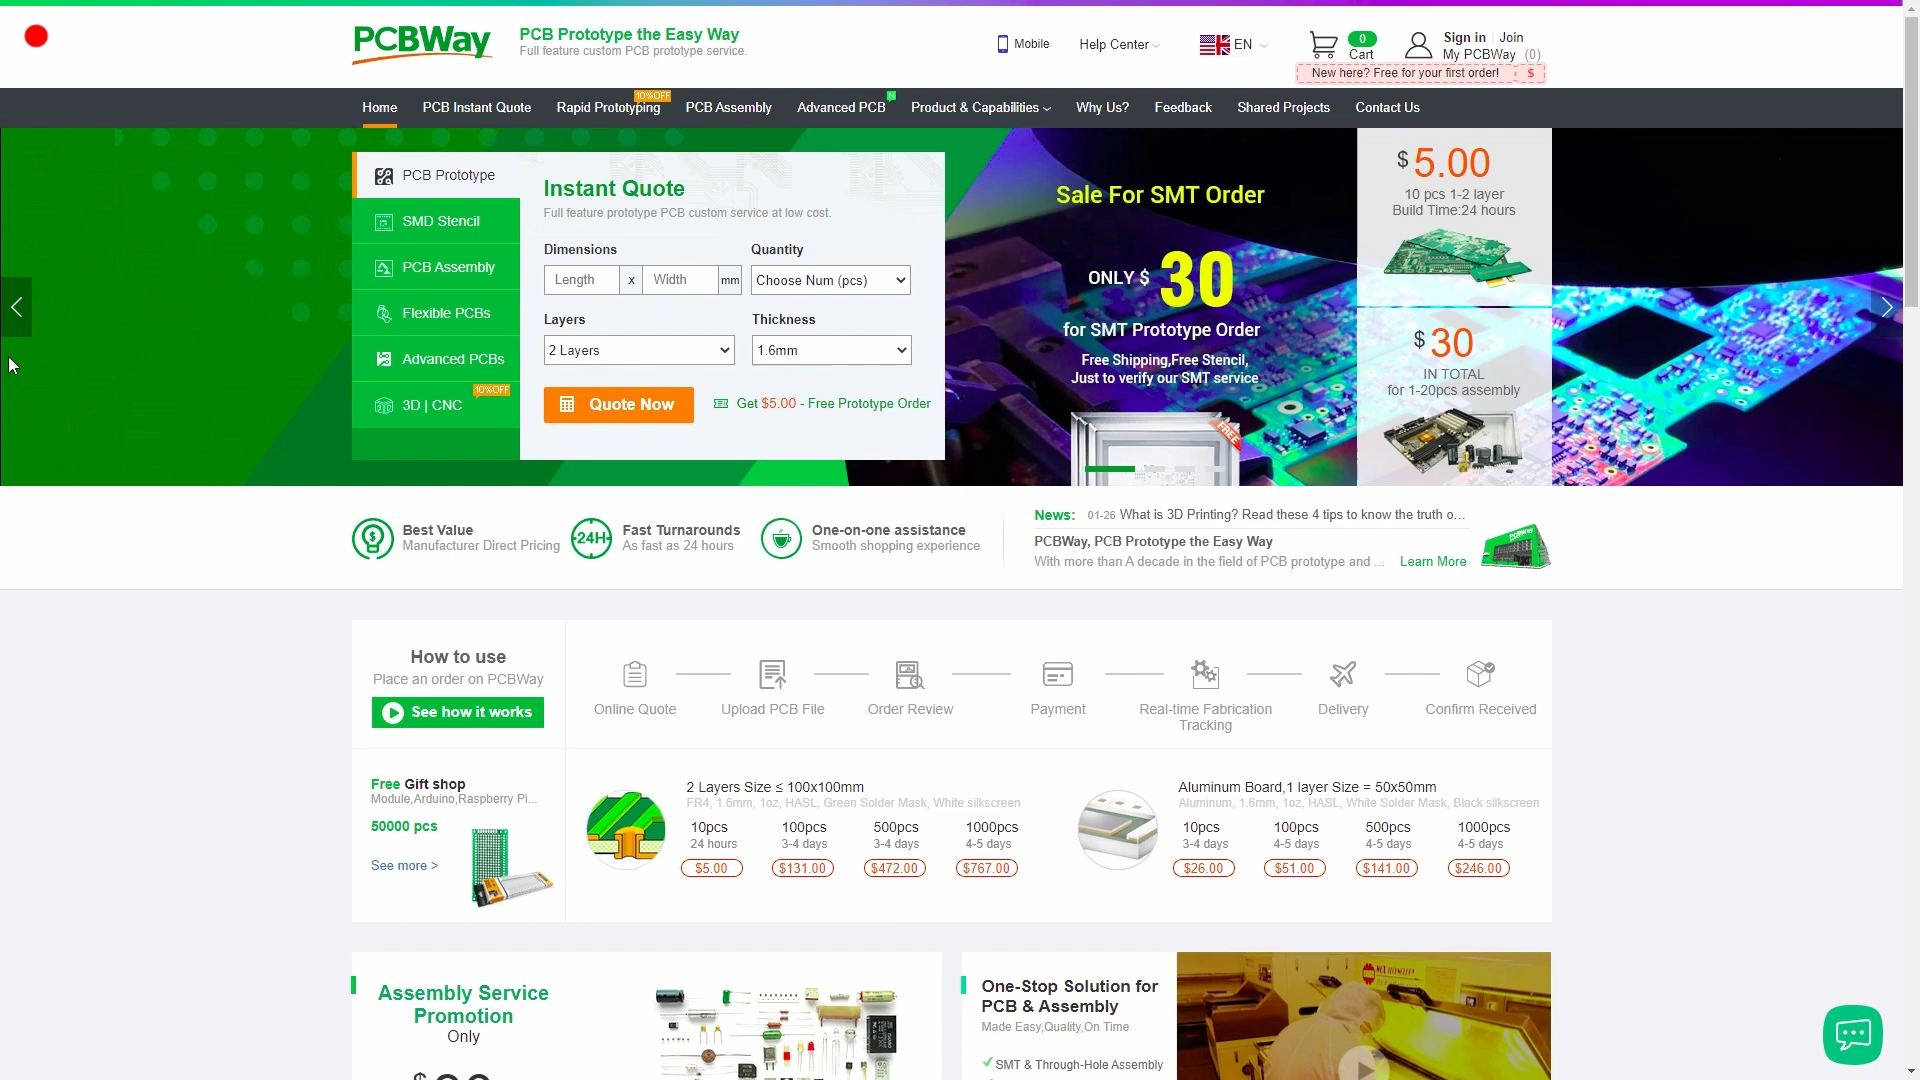 PCBWay
PCB Prototype the Easy Way
Full feature custom PCB prototype service.
Mobile
Help Center
EN
0
Cart
Sign in
Join
My PCBWay (0)
New here? Free for your first order!
$
Home
PCB Instant Quote
Rapid Prototyping
10%OFF
PCB Assembly
Advanced PCB
N
Product & Capabilities
Why Us?
Feedback
Shared Projects
Contact Us
PCB Prototype
SMD Stencil
PCB Assembly
Flexible PCBs
Advanced PCBs
10%OFF
3D | CNC
Instant Quote
Full feature prototype PCB custom service at low cost.
Dimensions
Quantity
Length x Width mm
Choose Num (pcs)
Layers
Thickness
2 Layers
1.6mm
Quote Now
Get $5.00 - Free Prototype Order
Sale For SMT Order
ONLY $ 30
for SMT Prototype Order
Free Shipping,Free Stencil,
Just to verify our SMT service
FREE
$ 5.00
10 pcs 1-2 layer
Build Time:24 hours
$ 30
IN TOTAL
for 1-20pcs assembly
Best Value
Manufacturer Direct Pricing
24H
Fast Turnarounds
As fast as 24 hours
One-on-one assistance
Smooth shopping experience
News: 01-26 What is 3D Printing? Read these 4 tips to know the truth o...
PCBWay, PCB Prototype the Easy Way
With more than A decade in the field of PCB prototype and ... Learn More
How to use
Place an order on PCBWay
See how it works
Online Quote
Upload PCB File
Order Review
Payment
Real-time Fabrication
Tracking
Delivery
Confirm Received
Free Gift shop
Module,Arduino,Raspberry Pi...
50000 pcs
See more >
2 Layers Size ≤ 100x100mm
FR4, 1.6mm, 1oz, HASL, Green Solder Mask, White silkscreen
10pcs 100pcs 500pcs 1000pcs
24 hours 3-4 days 3-4 days 4-5 days
$5.00 $131.00 $472.00 $767.00
Aluminum Board,1 layer Size = 50x50mm
Aluminum, 1.6mm, 1oz, HASL, White Solder Mask, Black silkscreen
10pcs 100pcs 500pcs 1000pcs
3-4 days 4-5 days 4-5 days 4-5 days
$26.00 $51.00 $141.00 $246.00
Assembly Service
Promotion
Only
One-Stop Solution for
PCB & Assembly
Made Easy,Quality,On Time
SMT & Through-Hole Assembly